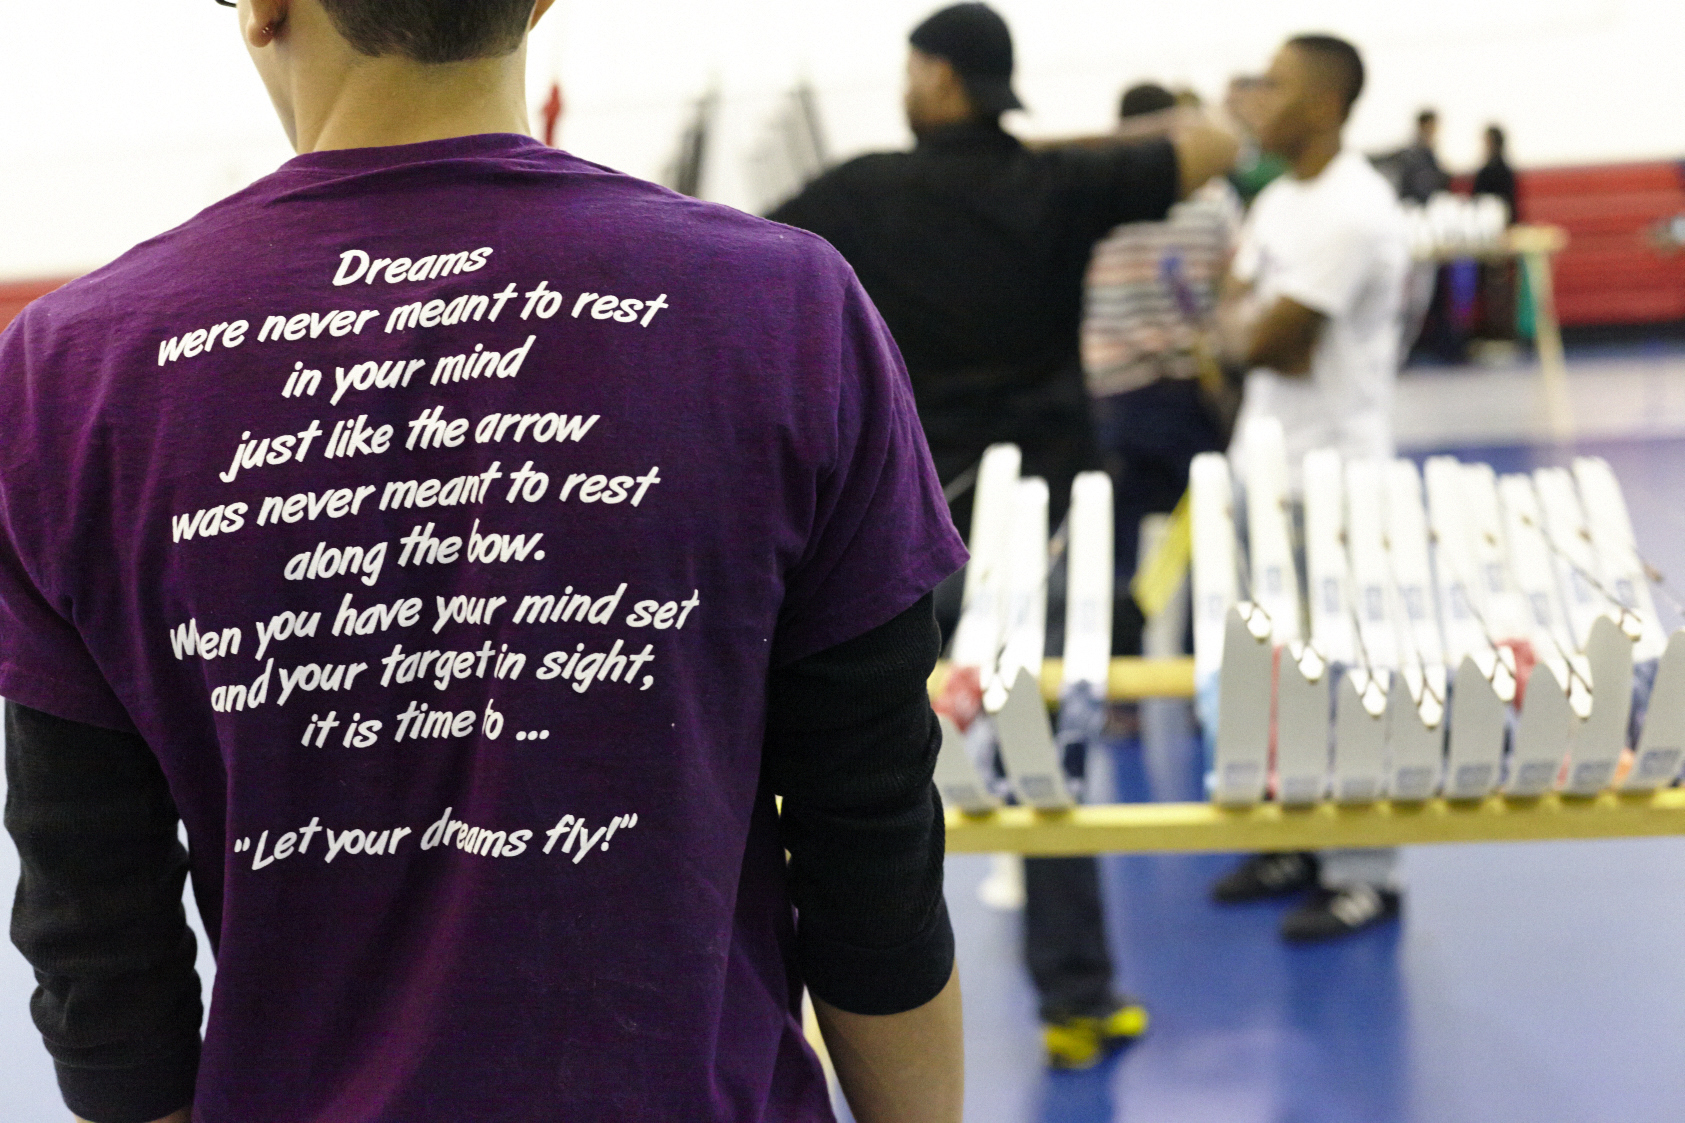 Dreams
were never meant to rest
in your mind
just like the arrow
was never meant to rest
along the bow.
When you have your mind set
and your target in sight,
it is time to ...
"Let your dreams fly!"